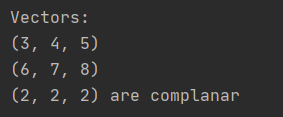 Vectors:
(3, 4, 5)
(6, 7, 8)
(2, 2, 2) are complanar